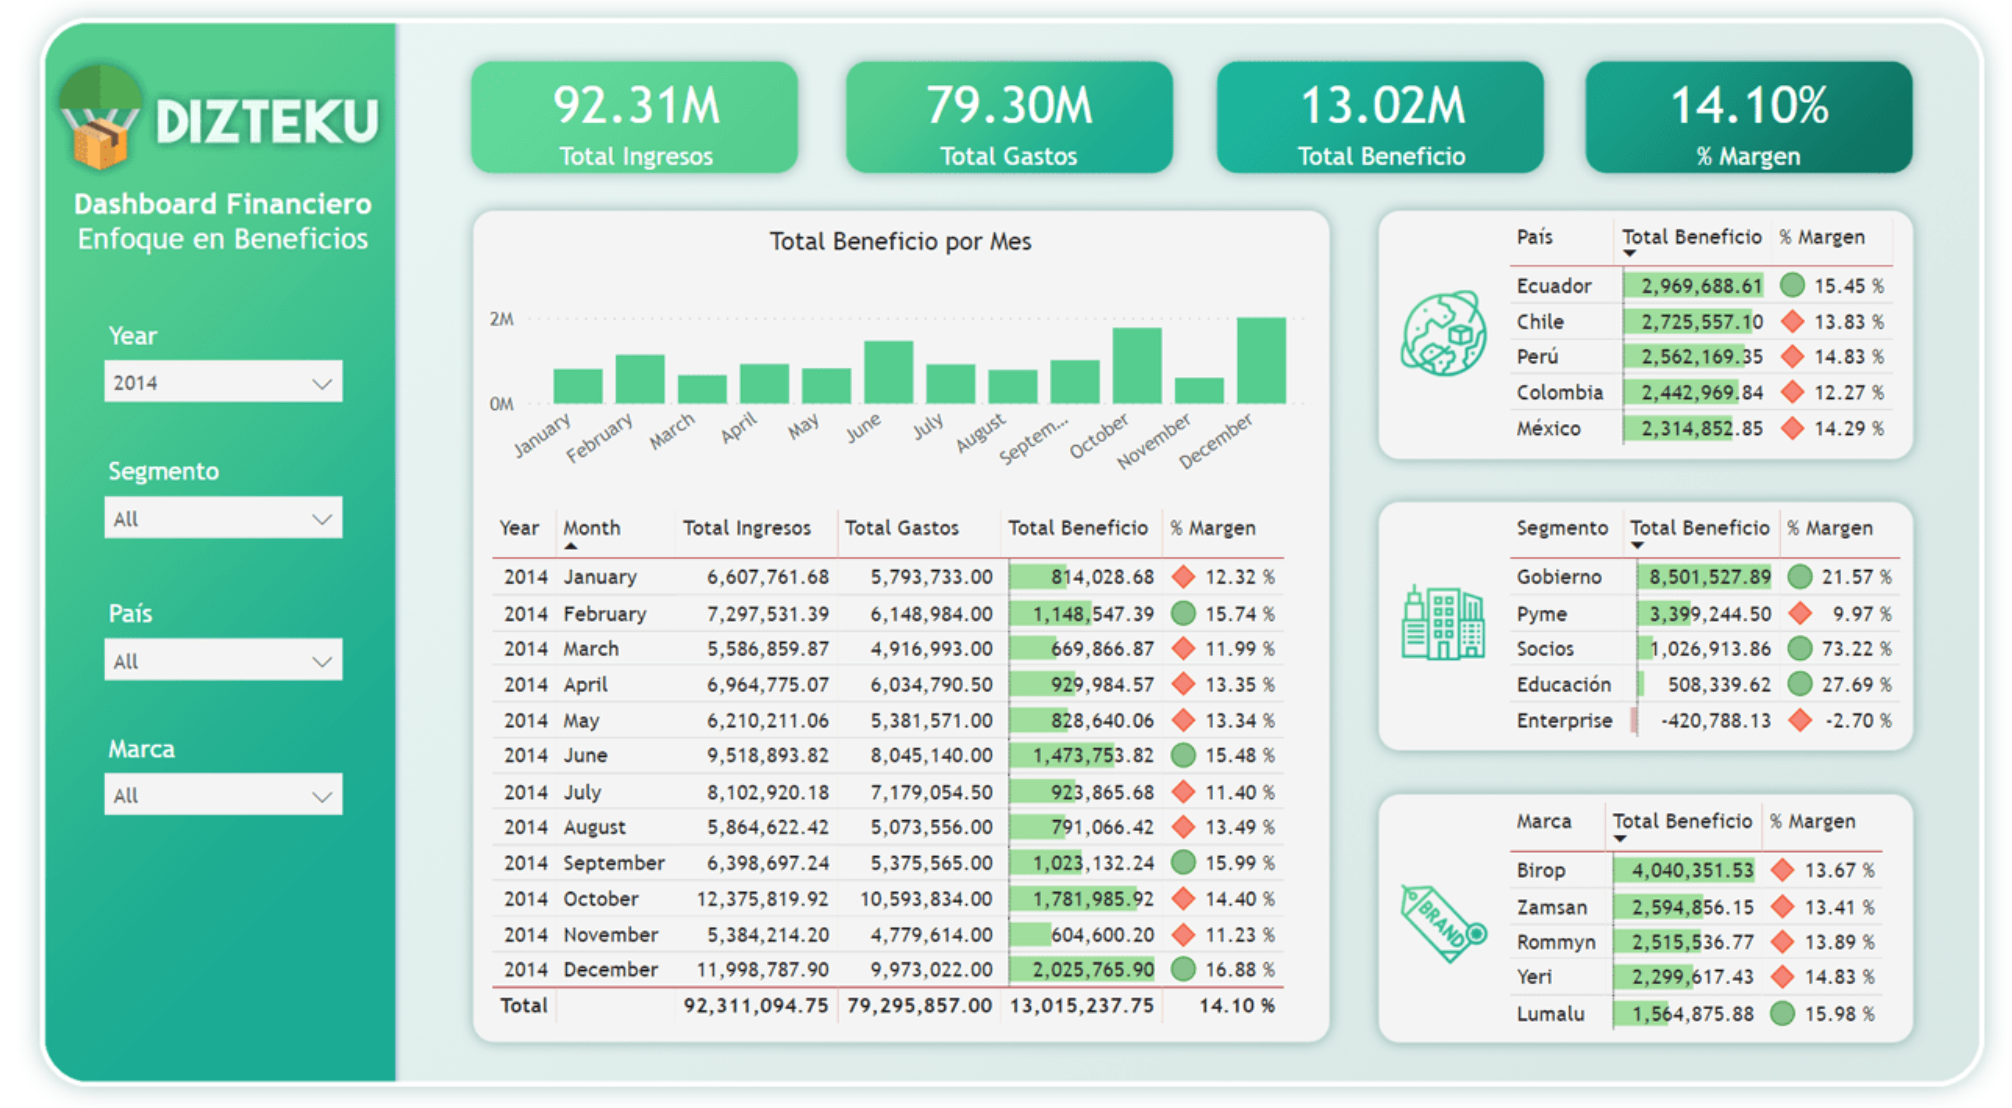 DIZTEKU
Dashboard Financiero
Enfoque en Beneficios
Year
2014
Segmento
All
País
All
Marca
All
92.31M
Total Ingresos
79.30M
Total Gastos
13.02M
Total Beneficio
14.10%
% Margen
Total Beneficio por Mes
2M
0M
January February March April May June July August Septem... October November December
Year Month Total Ingresos Total Gastos Total Beneficio % Margen
2014 January 6,607,761.68 5,793,733.00 814,028.68 12.32 %
2014 February 7,297,531.39 6,148,984.00 1,148,547.39 15.74 %
2014 March 5,586,859.87 4,916,993.00 669,866.87 11.99 %
2014 April 6,964,775.07 6,034,790.50 929,984.57 13.35 %
2014 May 6,210,211.06 5,381,571.00 828,640.06 13.34 %
2014 June 9,518,893.82 8,045,140.00 1,473,753.82 15.48 %
2014 July 8,102,920.18 7,179,054.50 923,865.68 11.40 %
2014 August 5,864,622.42 5,073,556.00 791,066.42 13.49 %
2014 September 6,398,697.24 5,375,565.00 1,023,132.24 15.99 %
2014 October 12,375,819.92 10,593,834.00 1,781,985.92 14.40 %
2014 November 5,384,214.20 4,779,614.00 604,600.20 11.23 %
2014 December 11,998,787.90 9,973,022.00 2,025,765.90 16.88 %
Total 92,311,094.75 79,295,857.00 13,015,237.75 14.10 %
País Total Beneficio % Margen
Ecuador 2,969,688.61 15.45 %
Chile 2,725,557.10 13.83 %
Perú 2,562,169.35 14.83 %
Colombia 2,442,969.84 12.27 %
México 2,314,852.85 14.29 %
Segmento Total Beneficio % Margen
Gobierno 8,501,527.89 21.57 %
Pyme 3,399,244.50 9.97 %
Socios 1,026,913.86 73.22 %
Educación 508,339.62 27.69 %
Enterprise -420,788.13 -2.70 %
BRAND
Marca Total Beneficio % Margen
Birop 4,040,351.53 13.67 %
Zamsan 2,594,856.15 13.41 %
Rommyn 2,515,536.77 13.89 %
Yeri 2,299,617.43 14.83 %
Lumalu 1,564,875.88 15.98 %